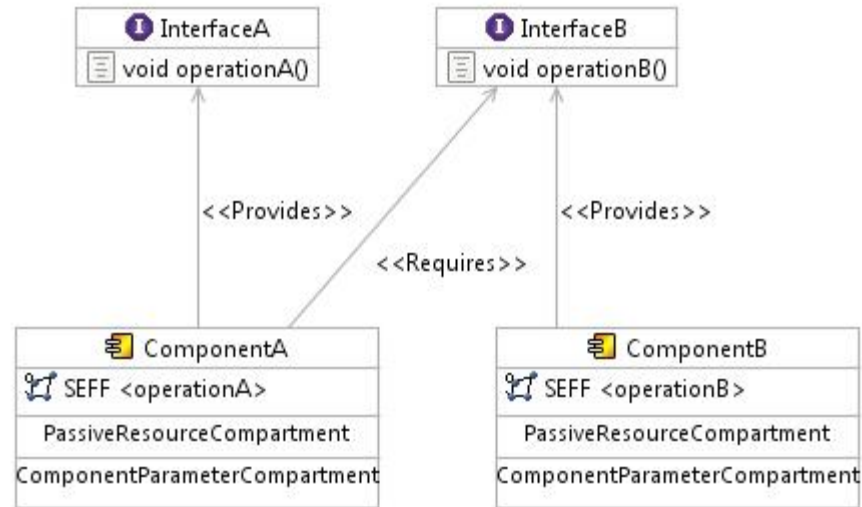 InterfaceA
void operationA()
InterfaceB
void operationB()
<<Provides>>
<<Provides>>
<<Requires>>
ComponentA
SEFF <operationA>
PassiveResourceCompartment
ComponentParameterCompartment
ComponentB
SEFF <operationB>
PassiveResourceCompartment
ComponentParameterCompartment